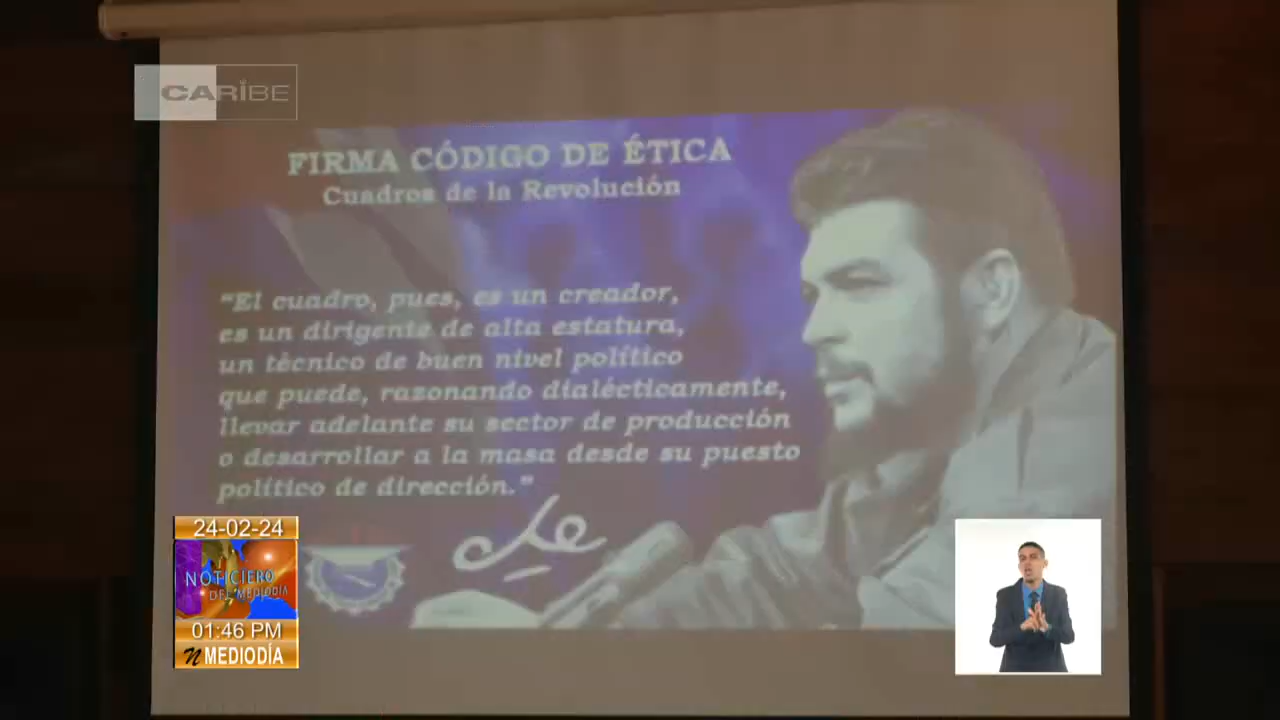 CARIBE
FIRMA CÓDIGO DE ÉTICA
Cuadros de la Revolución
“El cuadro, pues, es un creador,
es un dirigente de alta estatura,
un técnico de buen nivel político
que puede, razonando dialécticamente,
llevar adelante su sector de producción
o desarrollar a la masa desde su puesto
político de dirección.”
Che
24-02-24
NOTICIERO
DEL MEDIODÍA
01:46 PM
n MEDIODÍA